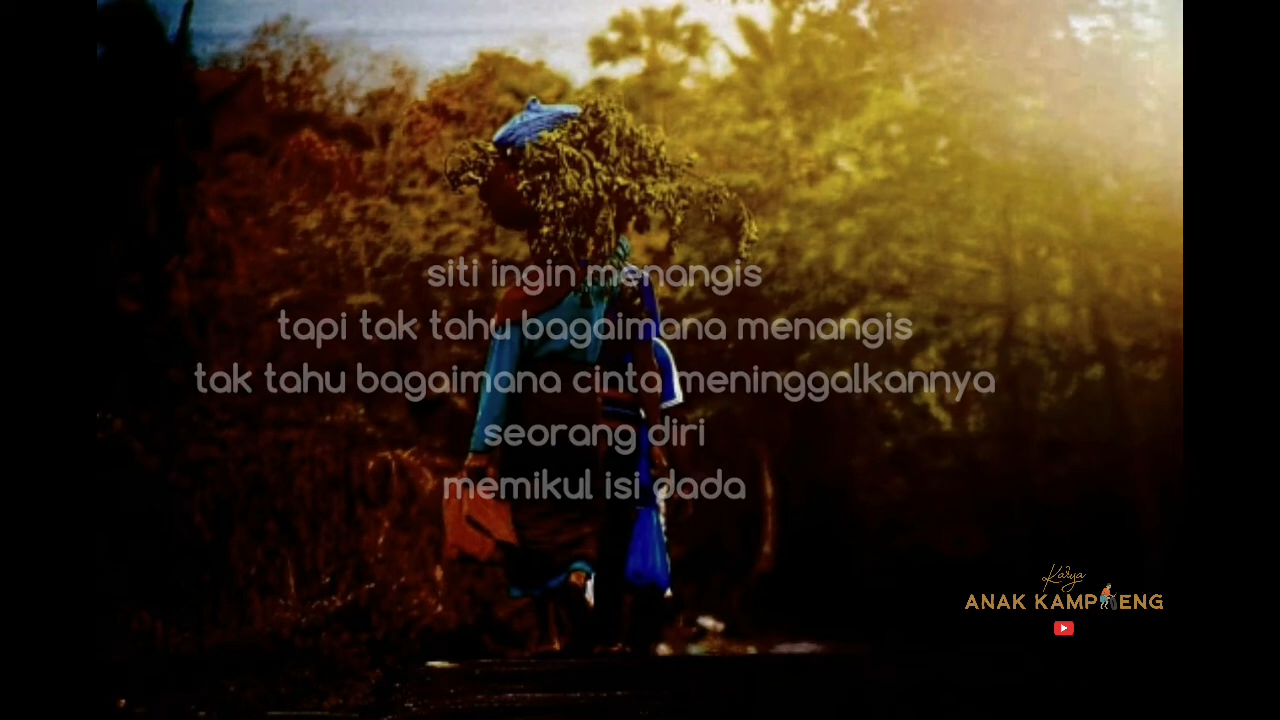 siti ingin menangis
tapi tak tahu bagaimana menangis
tak tahu bagaimana cinta meninggalkannya
seorang diri
memikul isi dada
Karya
ANAK KAMPOENG